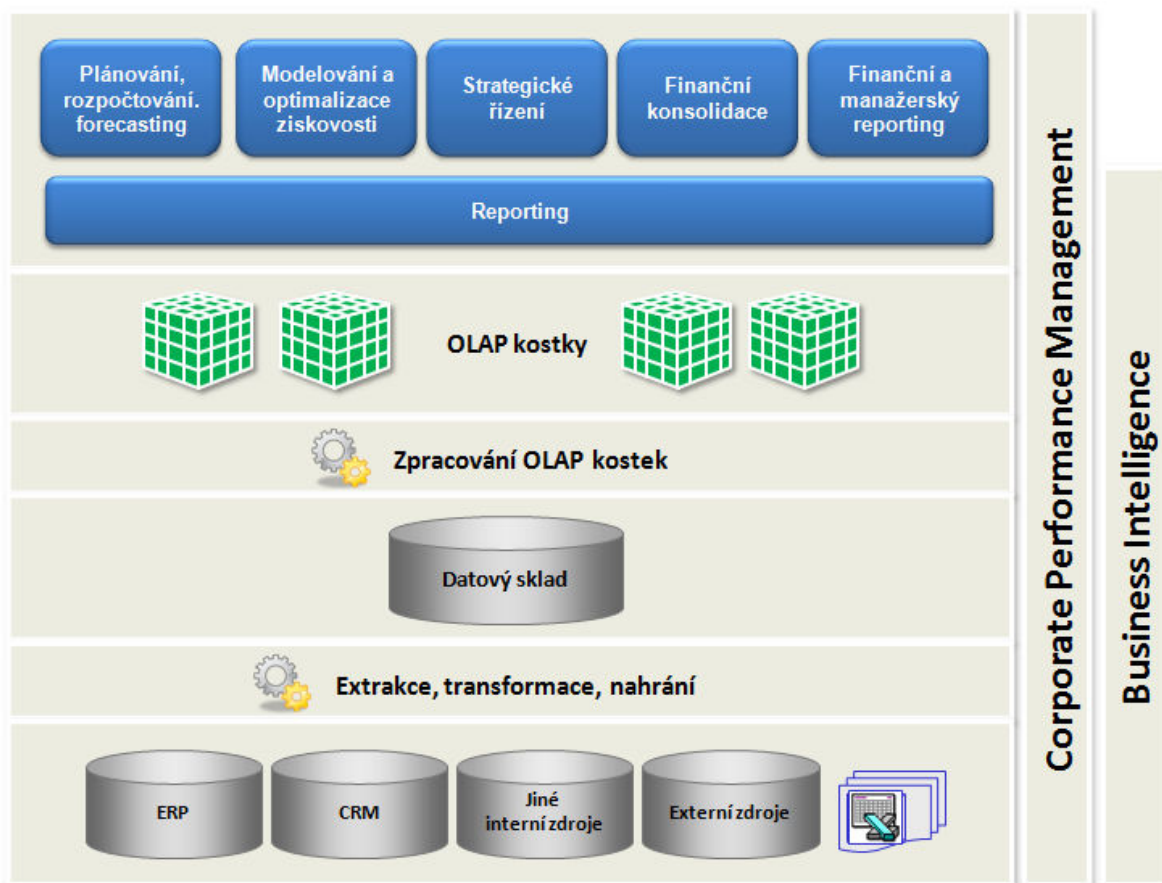 Plánování,
rozpočtování.
forecasting
Modelování a
optimalizace
ziskovosti
Strategické
řízení
Finanční
konsolidace
Finanční a
manažerský
reporting
Reporting
OLAP kostky
Zpracování OLAP kostek
Datový sklad
Extrakce, transformace, nahrání
ERP
CRM
Jiné
interní zdroje
Externí zdroje
Corporate Performance Management
Business Intelligence